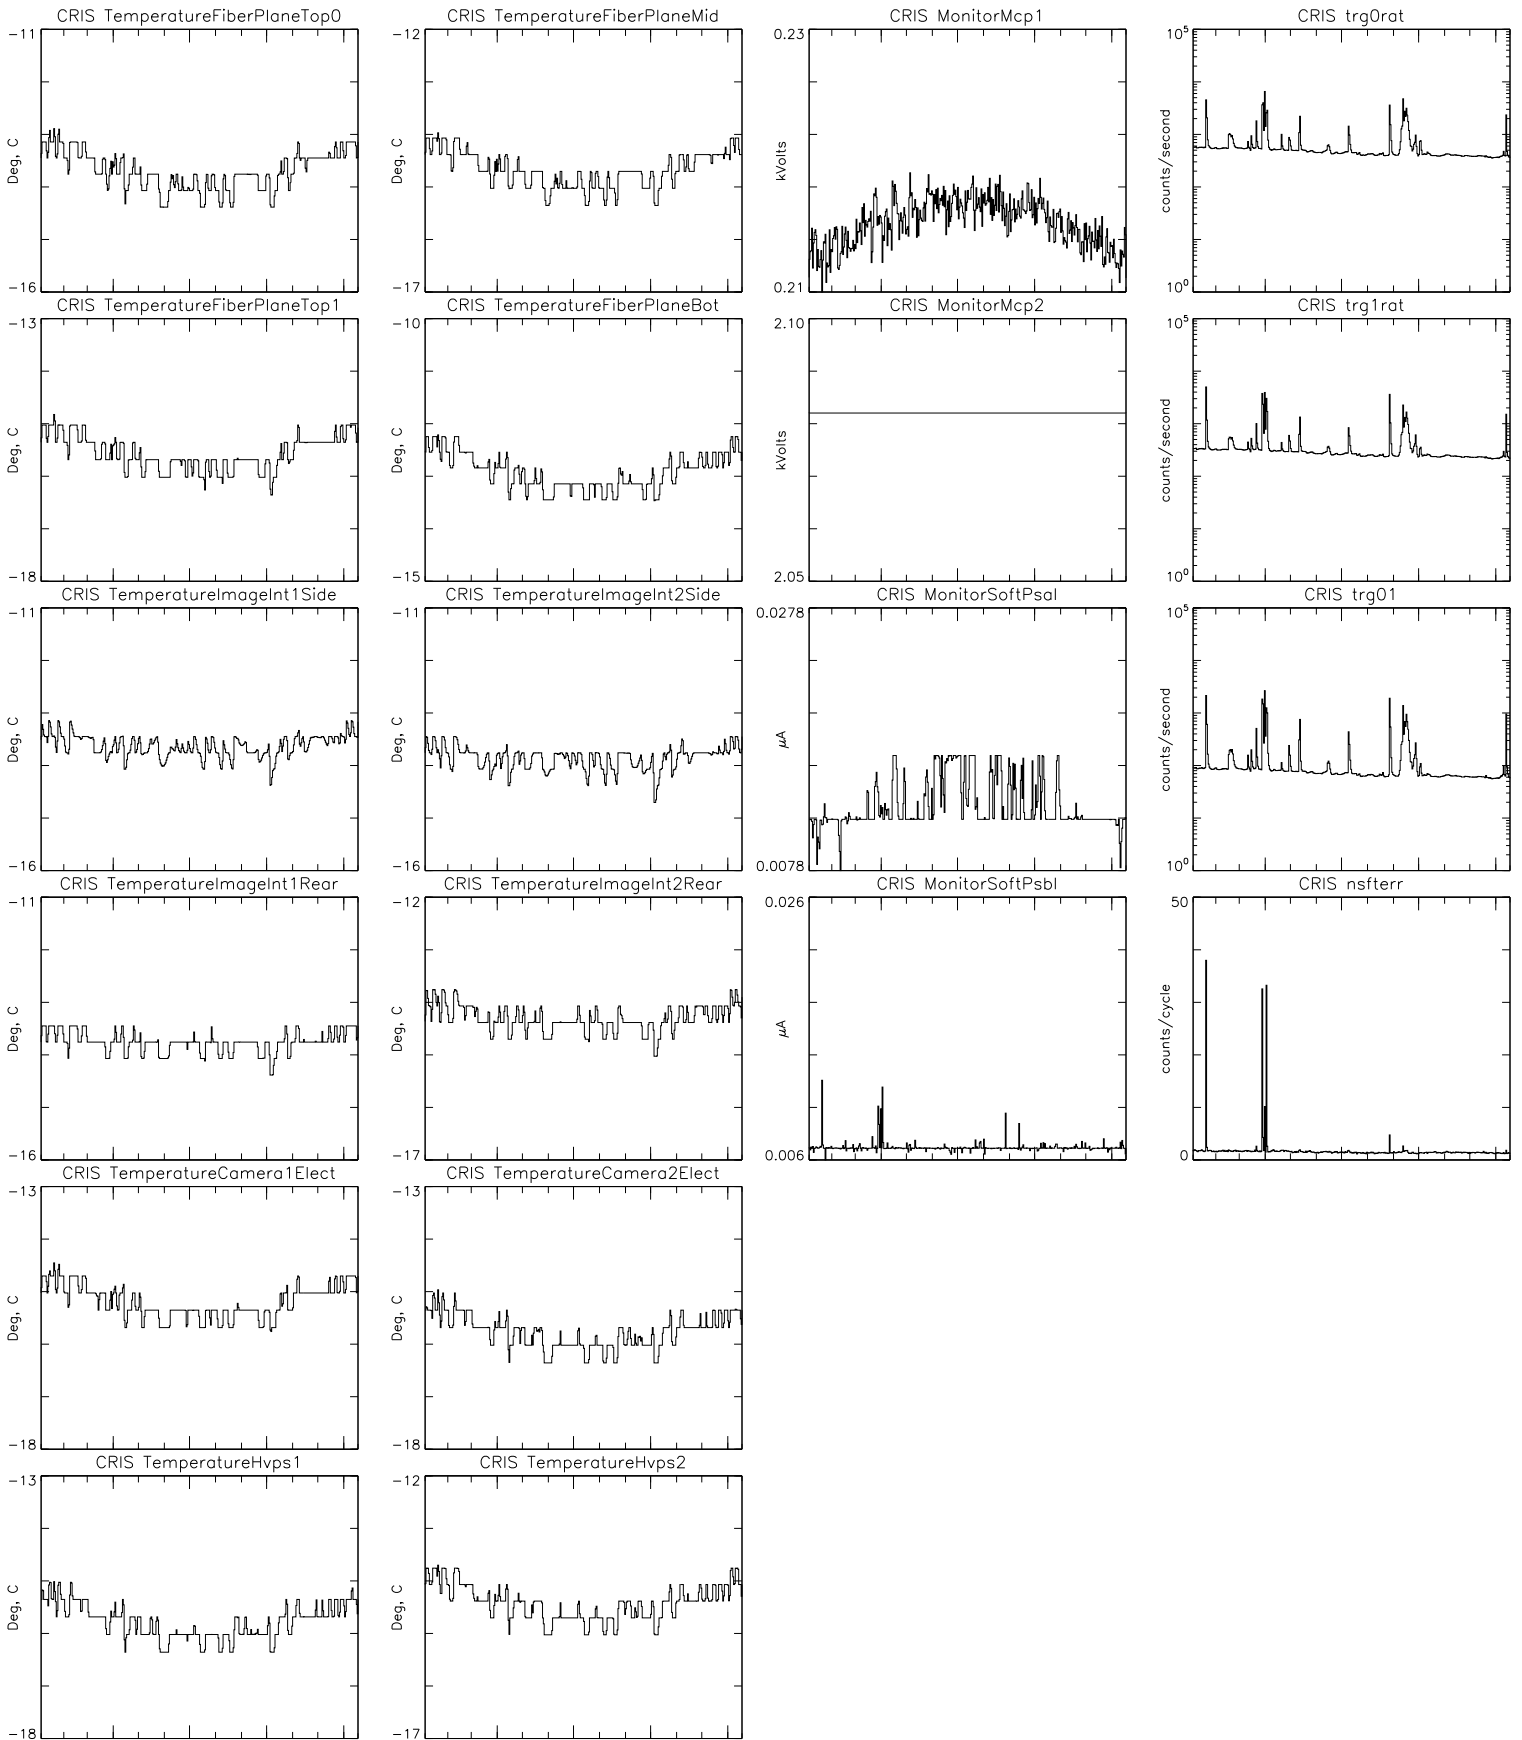 CRIS TemperatureFiberPlaneTop0
-11
Deg, C
-16
CRIS TemperatureFiberPlaneMid
-12
Deg, C
-17
CRIS MonitorMcp1
0.23
kVolts
0.21
CRIS trg0rat
10^5
counts/second
10^0
CRIS TemperatureFiberPlaneTop1
-13
Deg, C
-18
CRIS TemperatureFiberPlaneBot
-10
Deg, C
-15
CRIS MonitorMcp2
2.10
kVolts
2.05
CRIS trg1rat
10^5
counts/second
10^0
CRIS TemperatureImageInt1Side
-11
Deg, C
-16
CRIS TemperatureImageInt2Side
-11
Deg, C
-16
CRIS MonitorSoftPsaI
0.0278
μA
0.0078
CRIS trg01
10^5
counts/second
10^0
CRIS TemperatureImageInt1Rear
-11
Deg, C
-16
CRIS TemperatureImageInt2Rear
-12
Deg, C
-17
CRIS MonitorSoftPsbI
0.026
μA
0.006
CRIS nsfterr
50
counts/cycle
0
CRIS TemperatureCamera1Elect
-13
Deg, C
-18
CRIS TemperatureCamera2Elect
-13
Deg, C
-18
CRIS TemperatureHvps1
-13
Deg, C
-18
CRIS TemperatureHvps2
-12
Deg, C
-17